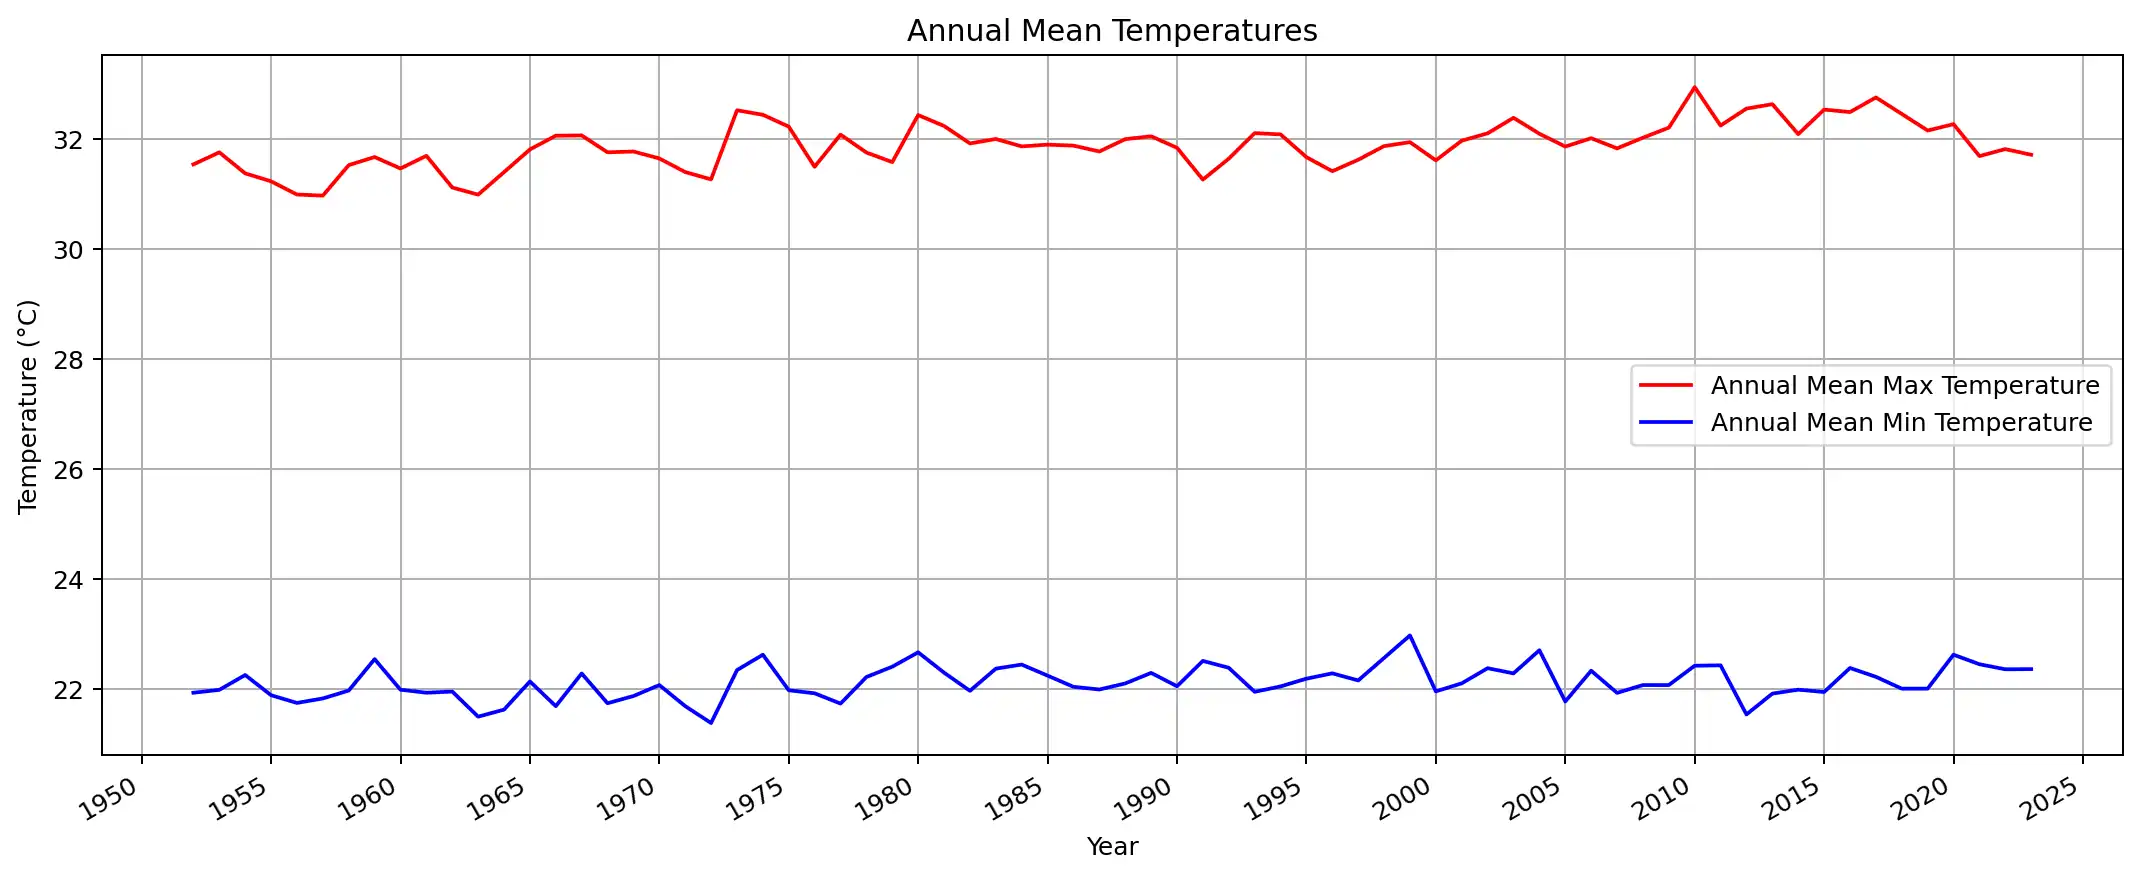 Annual Mean Temperatures
Temperature (°C)
32
30
28
26
24
22
Annual Mean Max Temperature
Annual Mean Min Temperature
1950 1955 1960 1965 1970 1975 1980 1985 1990 1995 2000 2005 2010 2015 2020 2025
Year